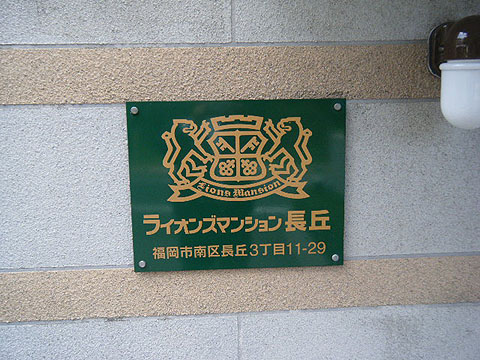 Lions Mansion
ライオンズマンション長丘
福岡市南区長丘3丁目11-29